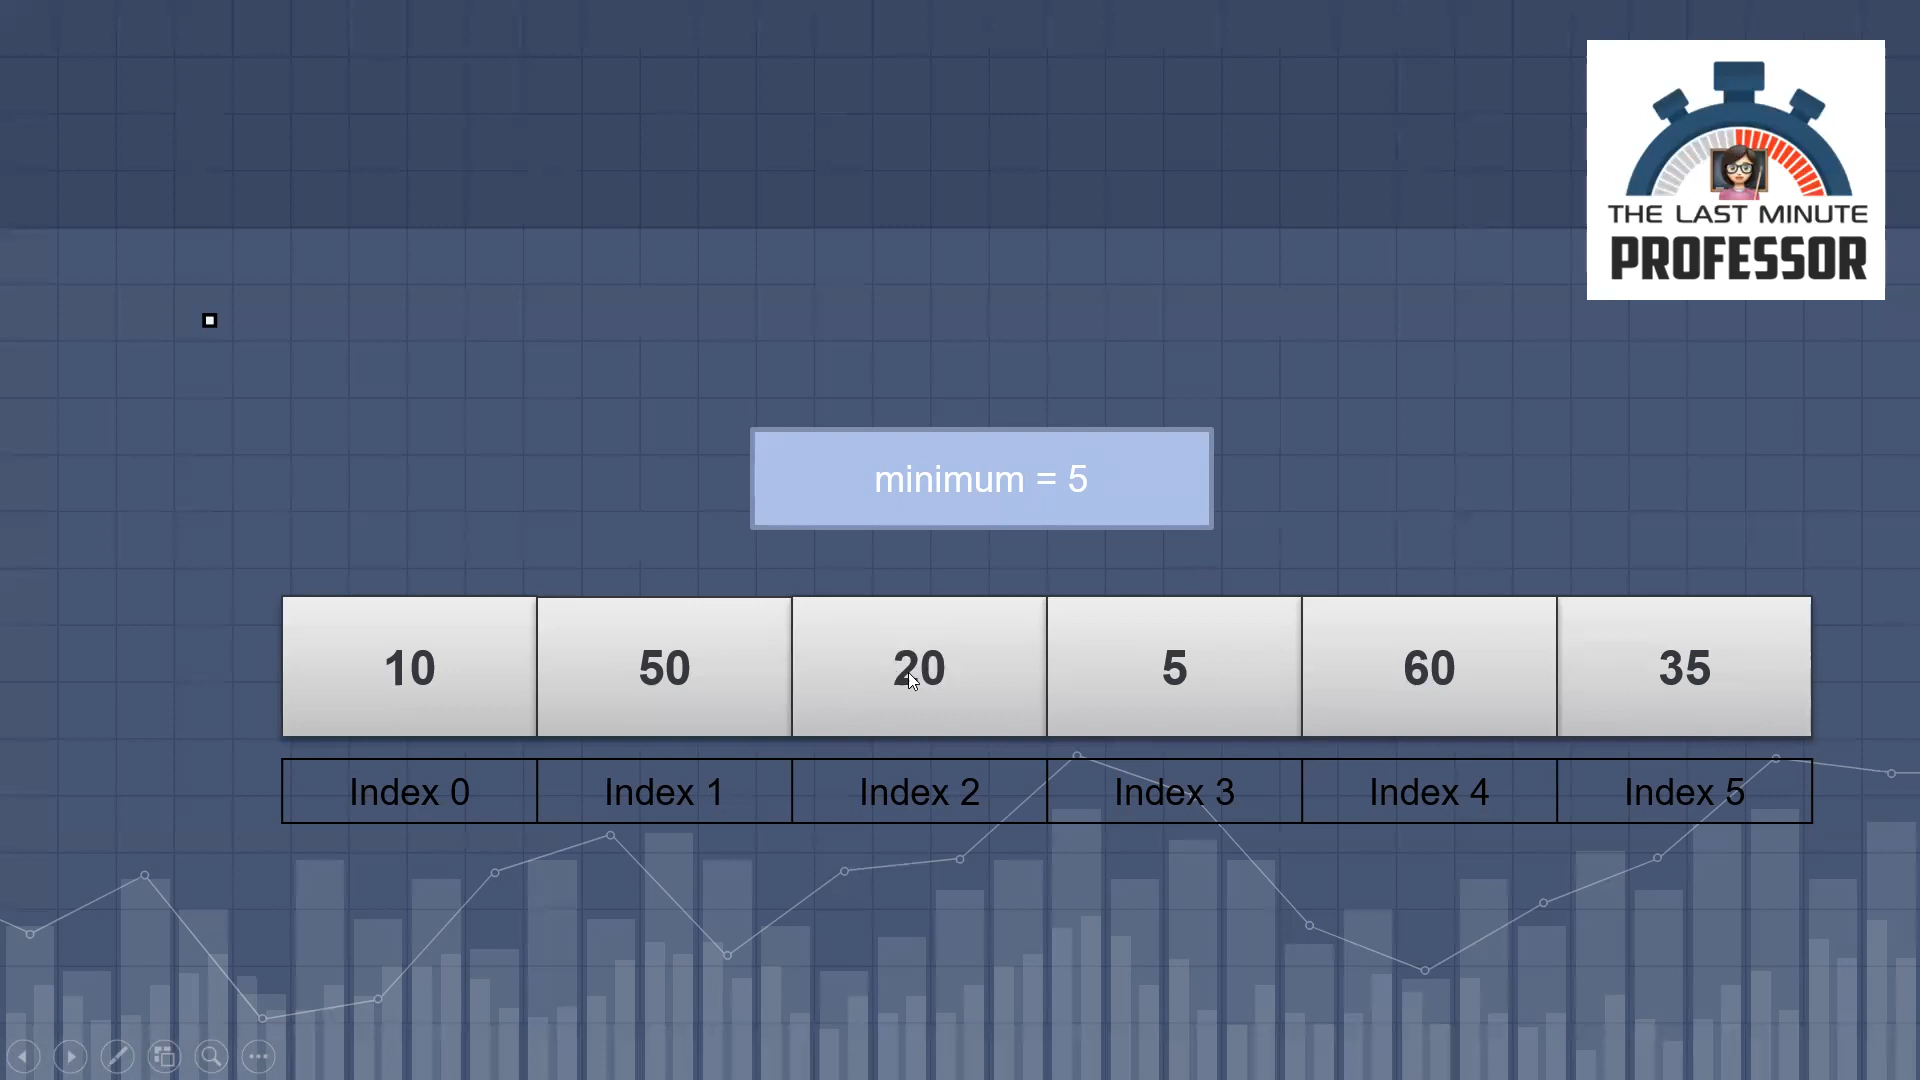 THE LAST MINUTE
PROFESSOR
minimum = 5
10 50 20 5 60 35
Index 0 Index 1 Index 2 Index 3 Index 4 Index 5